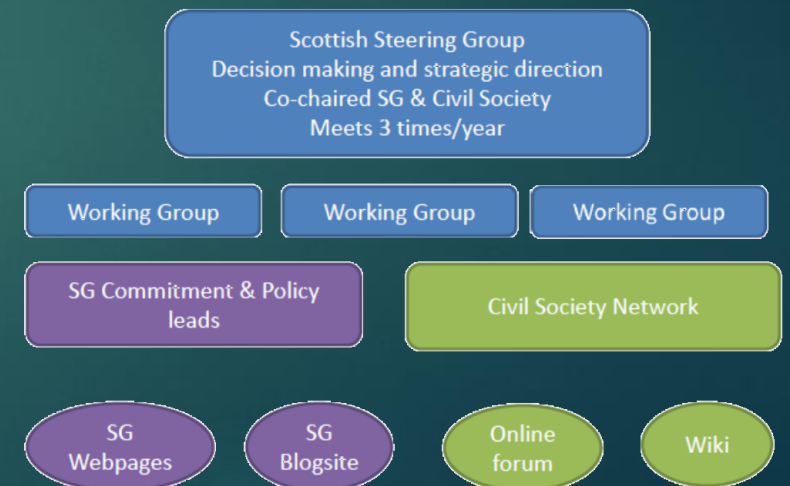 Scottish Steering Group
Decision making and strategic direction
Co-chaired SG & Civil Society
Meets 3 times/year
Working Group
Working Group
Working Group
SG Commitment & Policy
leads
Civil Society Network
SG
Webpages
SG
Blogsite
Online
forum
Wiki